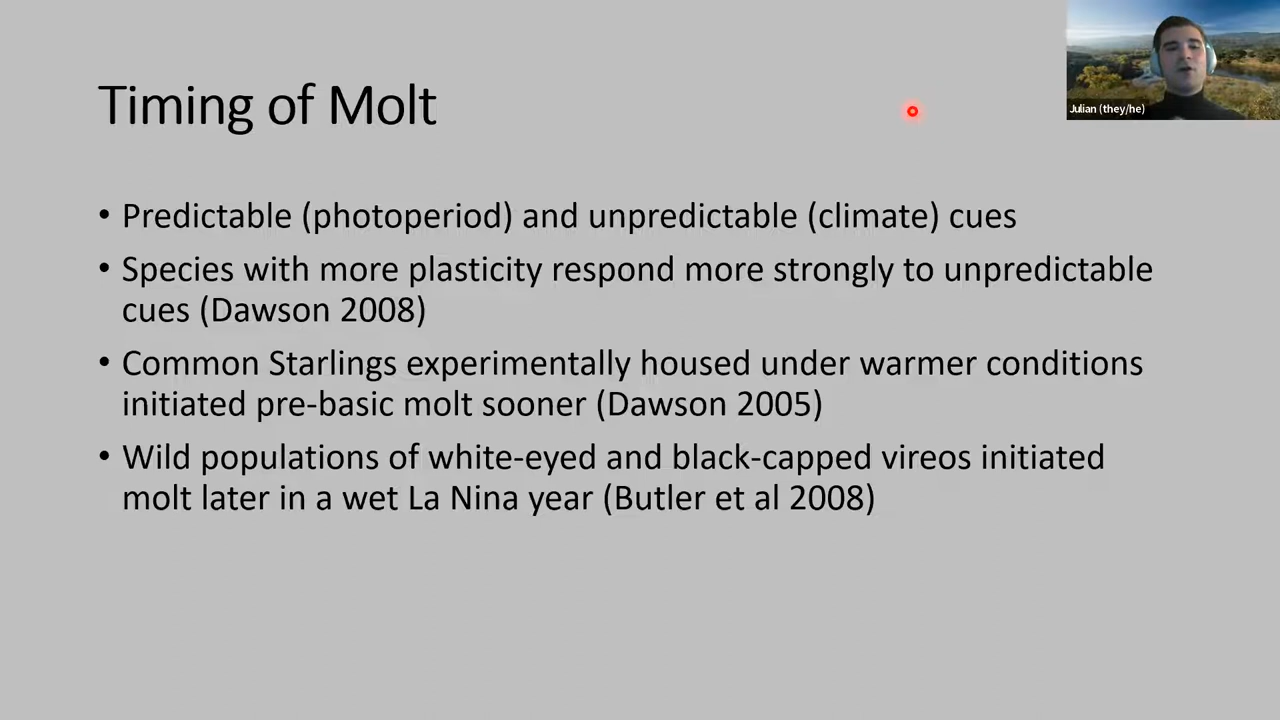 Timing of Molt
Julian (they/he)
• Predictable (photoperiod) and unpredictable (climate) cues
• Species with more plasticity respond more strongly to unpredictable
cues (Dawson 2008)
• Common Starlings experimentally housed under warmer conditions
initiated pre-basic molt sooner (Dawson 2005)
• Wild populations of white-eyed and black-capped vireos initiated
molt later in a wet La Nina year (Butler et al 2008)